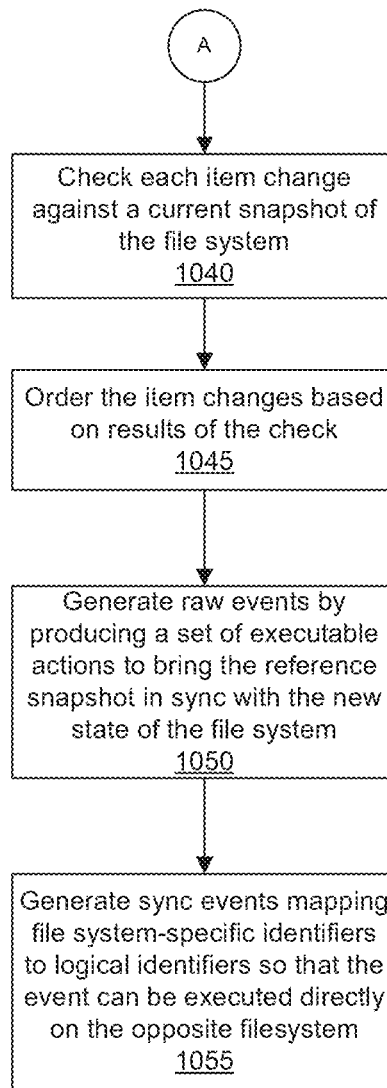 A
Check each item change
against a current snapshot of
the file system
1040
Order the item changes based
on results of the check
1045
Generate raw events by
producing a set of executable
actions to bring the reference
snapshot in sync with the new
state of the file system
1050
Generate sync events mapping
file system-specific identifiers
to logical identifiers so that the
event can be executed directly
on the opposite filesystem
1055